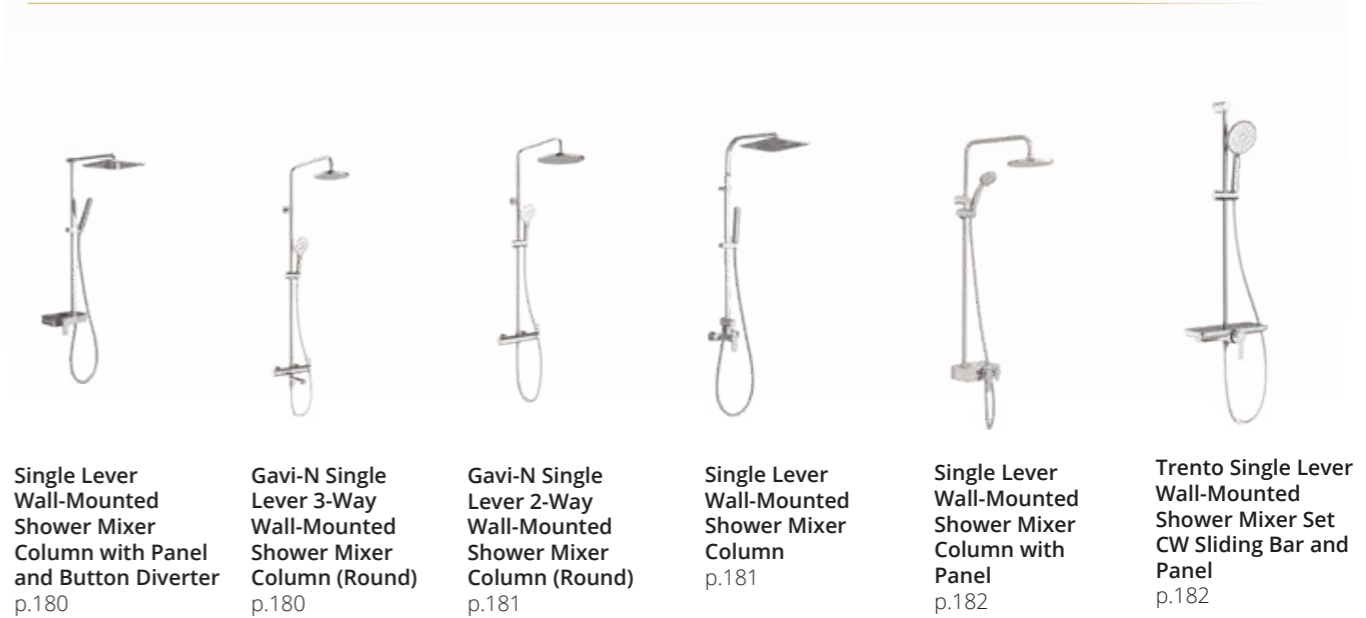 Single Lever
Wall-Mounted
Shower Mixer
Column with Panel
and Button Diverter
p.180
Gavi-N Single
Lever 3-Way
Wall-Mounted
Shower Mixer
Column (Round)
p.180
Gavi-N Single
Lever 2-Way
Wall-Mounted
Shower Mixer
Column (Round)
p.181
Single Lever
Wall-Mounted
Shower Mixer
Column
p.181
Single Lever
Wall-Mounted
Shower Mixer
Column with
Panel
p.182
Trento Single Lever
Wall-Mounted
Shower Mixer Set
CW Sliding Bar and
Panel
p.182